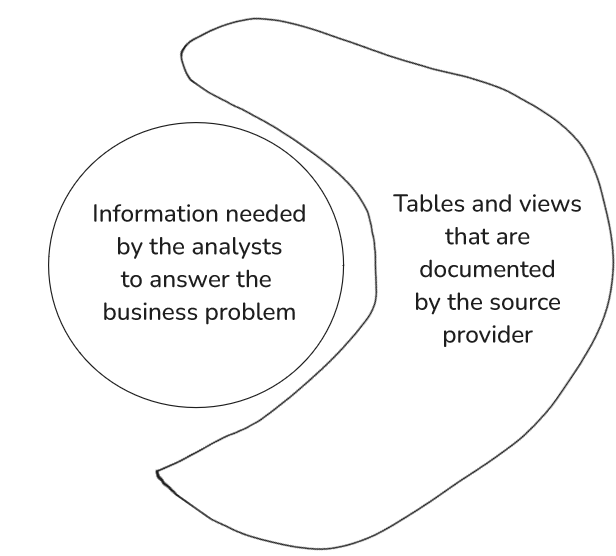 Information needed
by the analysts
to answer the
business problem
Tables and views
that are
documented
by the source
provider